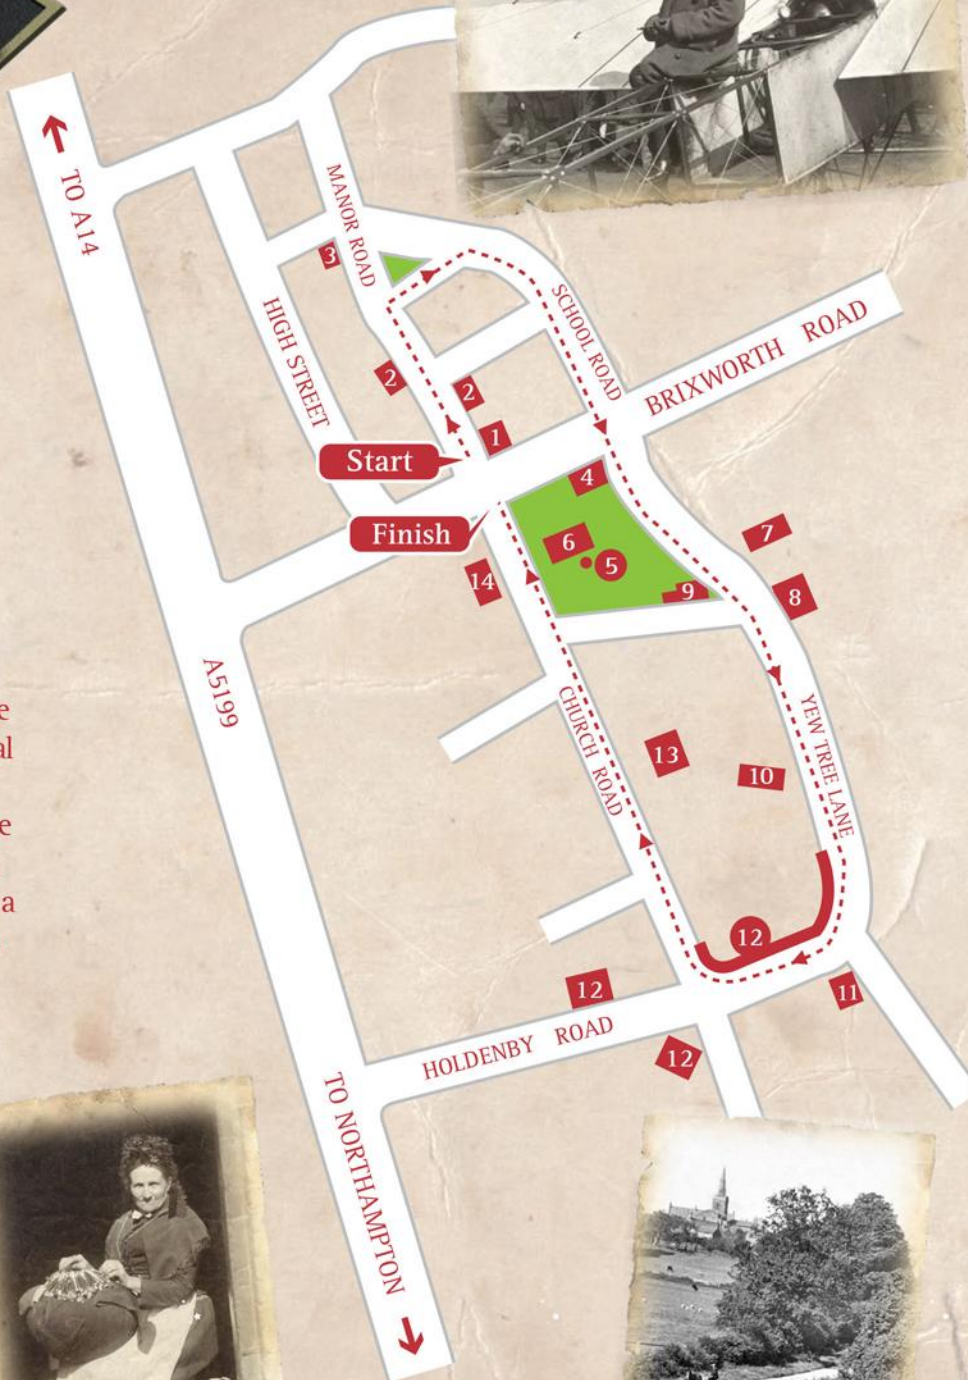 TO A14
MANOR ROAD
3
HIGH STREET
SCHOOL ROAD
BRIXWORTH ROAD
2
2
1
Start
4
Finish
6
5
7
14
9
8
A5199
e
al
CHURCH ROAD
YEW TREE LANE
13
10
e
a
12
12
11
HOLDENBY ROAD
12
TO NORTHAMPTON